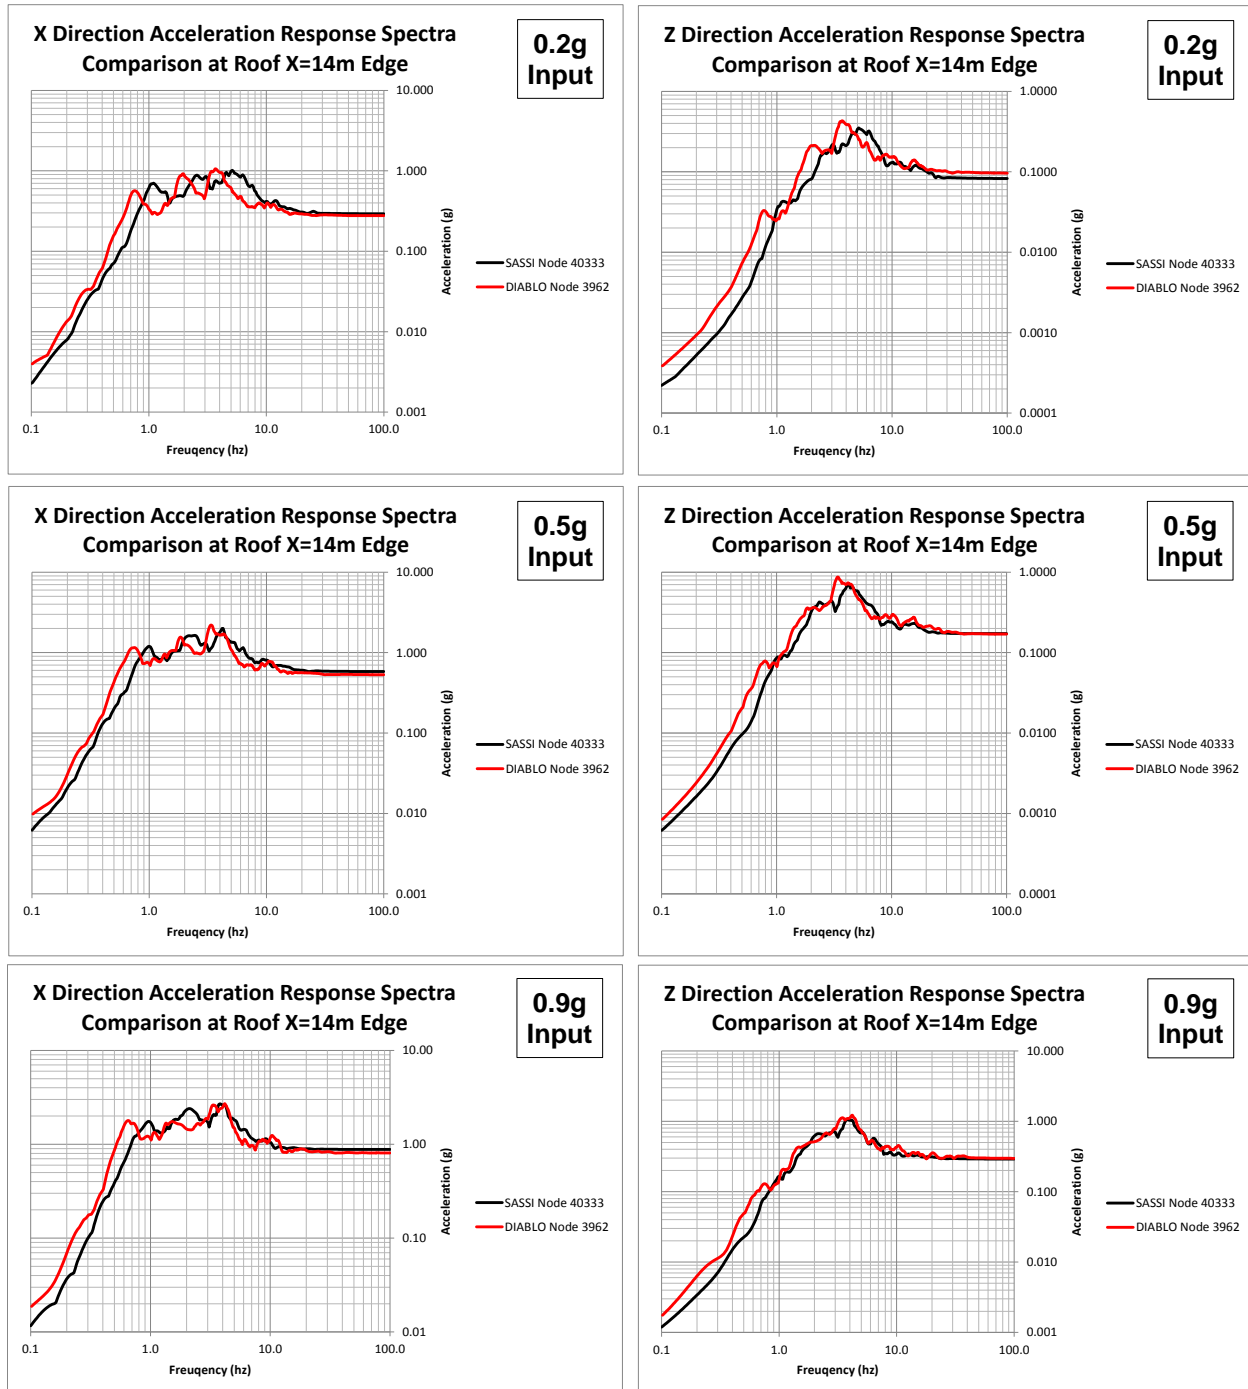 X Direction Acceleration Response Spectra
Comparison at Roof X=14m Edge
0.2g
Input
10.000
1.000
0.100
0.010
0.001
Acceleration (g)
0.1
1.0
10.0
100.0
Freuqency (hz)
SASSI Node 40333
DIABLO Node 3962
Z Direction Acceleration Response Spectra
Comparison at Roof X=14m Edge
0.2g
Input
1.0000
0.1000
0.0100
0.0010
0.0001
Acceleration (g)
0.1
1.0
10.0
100.0
Freuqency (hz)
SASSI Node 40333
DIABLO Node 3962
X Direction Acceleration Response Spectra
Comparison at Roof X=14m Edge
0.5g
Input
10.000
1.000
0.100
0.010
0.001
Acceleration (g)
0.1
1.0
10.0
100.0
Freuqency (hz)
SASSI Node 40333
DIABLO Node 3962
Z Direction Acceleration Response Spectra
Comparison at Roof X=14m Edge
0.5g
Input
1.0000
0.1000
0.0100
0.0010
0.0001
Acceleration (g)
0.1
1.0
10.0
100.0
Freuqency (hz)
SASSI Node 40333
DIABLO Node 3962
X Direction Acceleration Response Spectra
Comparison at Roof X=14m Edge
0.9g
Input
10.00
1.00
0.10
0.01
Acceleration (g)
0.1
1.0
10.0
100.0
Freuqency (hz)
SASSI Node 40333
DIABLO Node 3962
Z Direction Acceleration Response Spectra
Comparison at Roof X=14m Edge
0.9g
Input
10.000
1.000
0.100
0.010
0.001
Acceleration (g)
0.1
1.0
10.0
100.0
Freuqency (hz)
SASSI Node 40333
DIABLO Node 3962